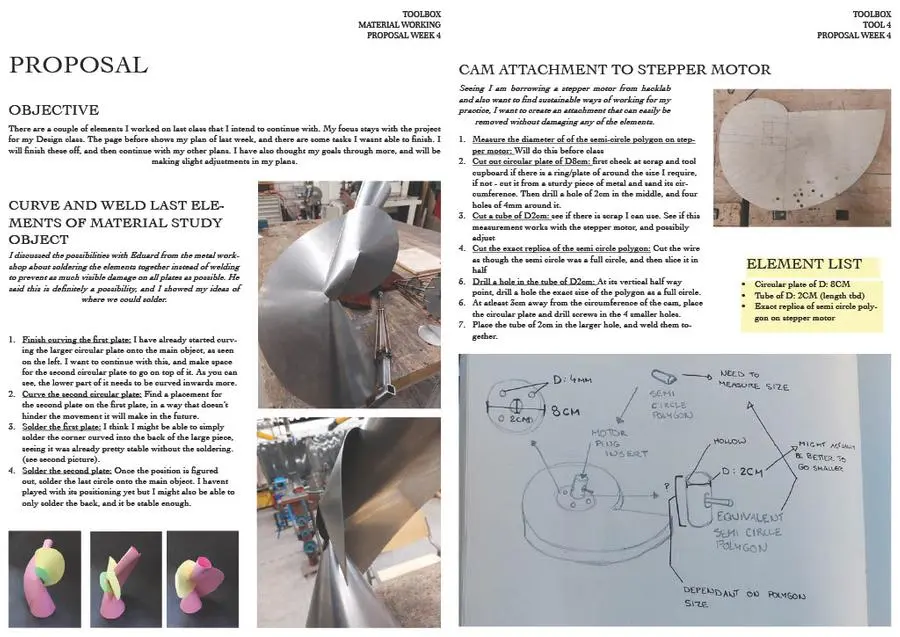 TOOLBOX
MATERIAL WORKING
PROPOSAL WEEK 4
PROPOSAL
OBJECTIVE
There are a couple of elements I worked on last class that I intend to continue with. My focus stays with the project
for my Design class. The page before shows my plan of last week, and there are some tasks I wasnt able to finish. I
will finish these off, and then continue with my other plans. I have also thought my goals through more, and will be
making slight adjustments in my plans.
CURVE AND WELD LAST ELE-
MENTS OF MATERIAL STUDY
OBJECT
I discussed the possibilities with Eduard from the metal work-
shop about soldering the elements together instead of welding
to prevent as much visible damage on all plates as possible. He
said this is definitely a possibility, and I showed my ideas of
where we could solder.
1. Finish curving the first plate: I have already started curv-
ing the larger circular plate onto the main object, as seen
on the left. I want to continue with this, and make space
for the second circular plate to go on top of it. As you can
see, the lower part of it needs to be curved inwards more.
2. Curve the second circular plate: Find a placement for
the second plate on the first plate, in a way that doesn't
hinder the movement it will make in the future.
3. Solder the first plate: I think I might be able to simply
solder the corner curved into the back of the large piece,
seeing it was already pretty stable without the soldering.
(see second picture).
4. Solder the second plate: Once the position is figured
out, solder the last circle onto the main object. I havent
played with its positioning yet but I might also be able to
only solder the back, and it be stable enough.
TOOLBOX
TOOL 4
PROPOSAL WEEK 4
CAM ATTACHMENT TO STEPPER MOTOR
Seeing I am borrowing a stepper motor from hacklab
and also want to find sustainable ways of working for my
practice, I want to create an attachment that can easily be
removed without damaging any of the elements.
1. Measure the diameter of of the semi-circle polygon on step-
per motor: Will do this before class
2. Cut out circular plate of D8cm: first check at scrap and tool
cupboard if there is a ring/plate of around the size I require,
if not - cut it from a sturdy piece of metal and sand its cir-
cumference. Then drill a hole of 2cm in the middle, and four
holes of 4mm around it.
3. Cut a tube of D2cm: see if there is scrap I can use. See if this
measurement works with the stepper motor, and possibily
adjust
4. Cut the exact replica of the semi circle polygon: Cut the wire
as though the semi circle was a full circle, and then slice it in
half
5. Drill a hole in the tube of D2cm: At its vertical half way
point, drill a hole the exact size of the polygon as a full circle.
6. At atleast 5cm away from the circumference of the cam, place
the circular plate and drill screws in the 4 smaller holes.
7. Place the tube of 2cm in the larger hole, and weld them to-
gether.
ELEMENT LIST
• Circular plate of D: 8CM
• Tube of D: 2CM (length tbd)
• Exact replica of semi circle poly-
gon on stepper motor
D: 4MM
8CM
2CM
SEMI
CIRCLE
POLYGON
NEED TO
MEASURE SIZE
MOTOR
PING
INSERT
HOLLOW
D: 2CM
MIGHT ACTUALLY
BE BETTER TO
GO SMALLER
?
EQUIVALENT
SEMI CIRCLE
POLYGON
DEPENDANT ON POLYGON
SIZE